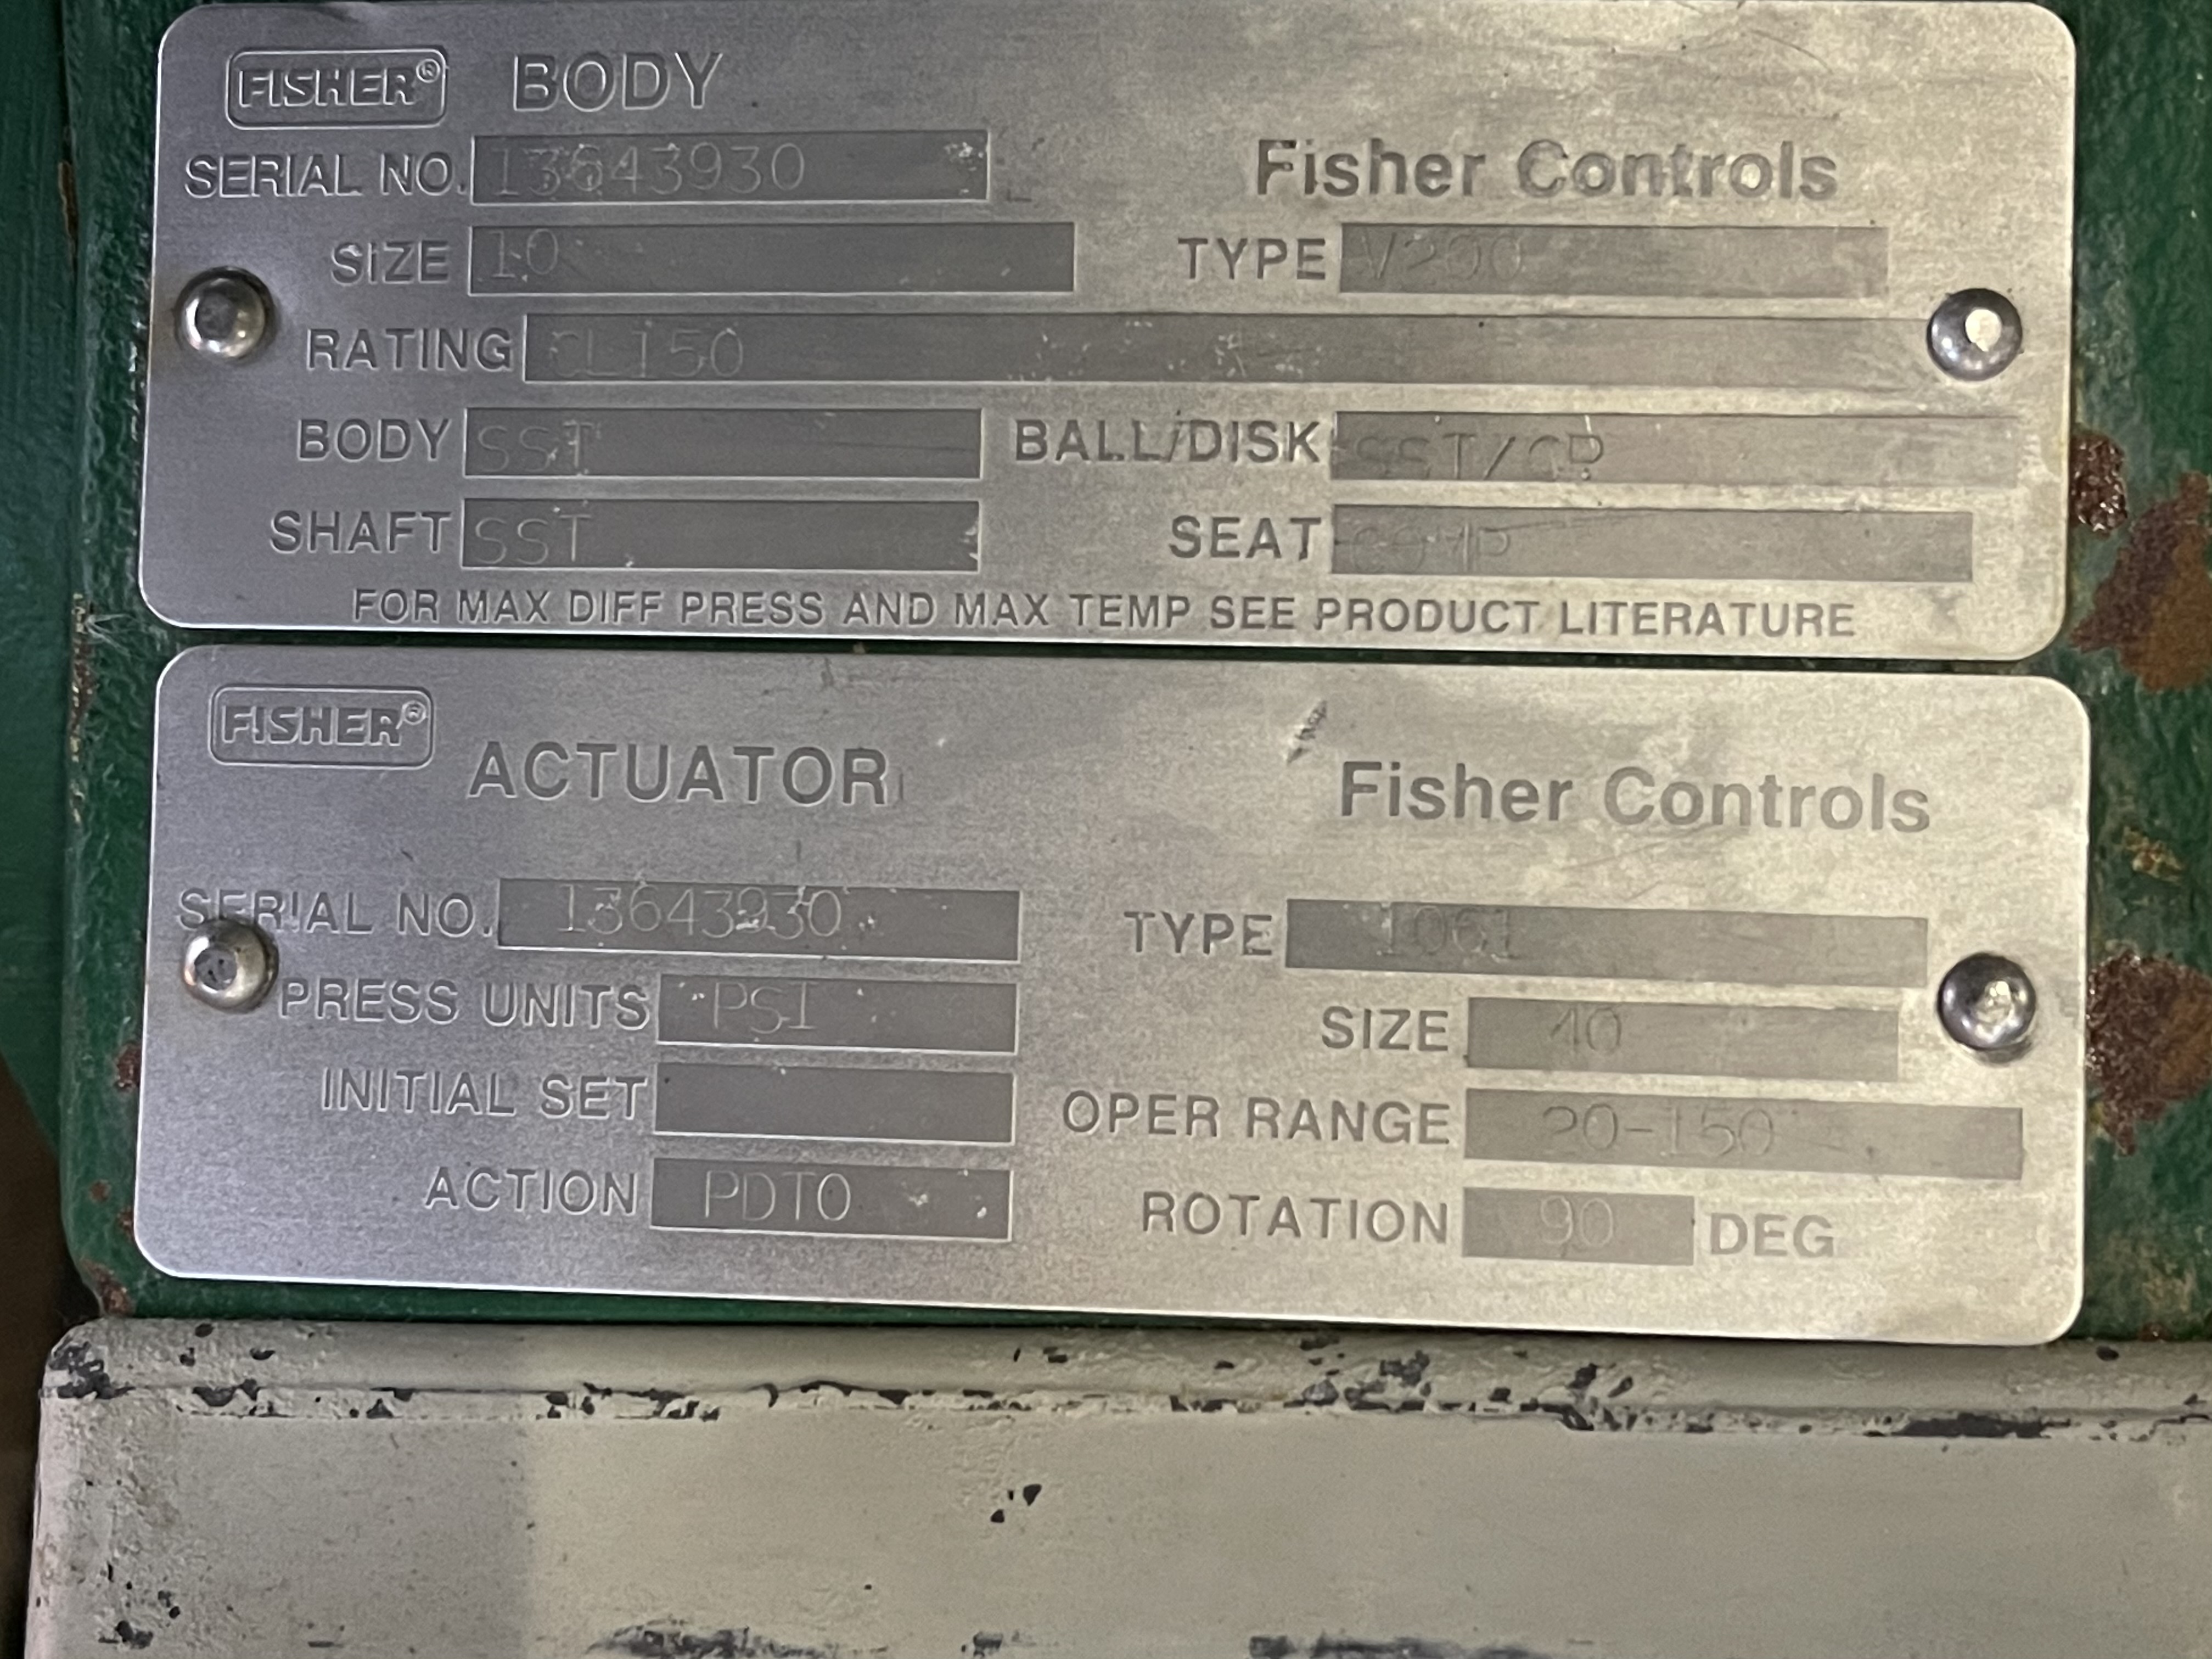 FISHER® BODY
SERIAL NO. 13643930 Fisher Controls
SIZE 10 TYPE V200
RATING CL150
BODY SST BALL/DISK SST/CP
SHAFT SST SEAT COMP
FOR MAX DIFF PRESS AND MAX TEMP SEE PRODUCT LITERATURE
FISHER®
ACTUATOR Fisher Controls
SERIAL NO. 13643930 TYPE 1061
PRESS UNITS PSI SIZE 40
INITIAL SET OPER RANGE 20-150
ACTION PDTO ROTATION 90 DEG